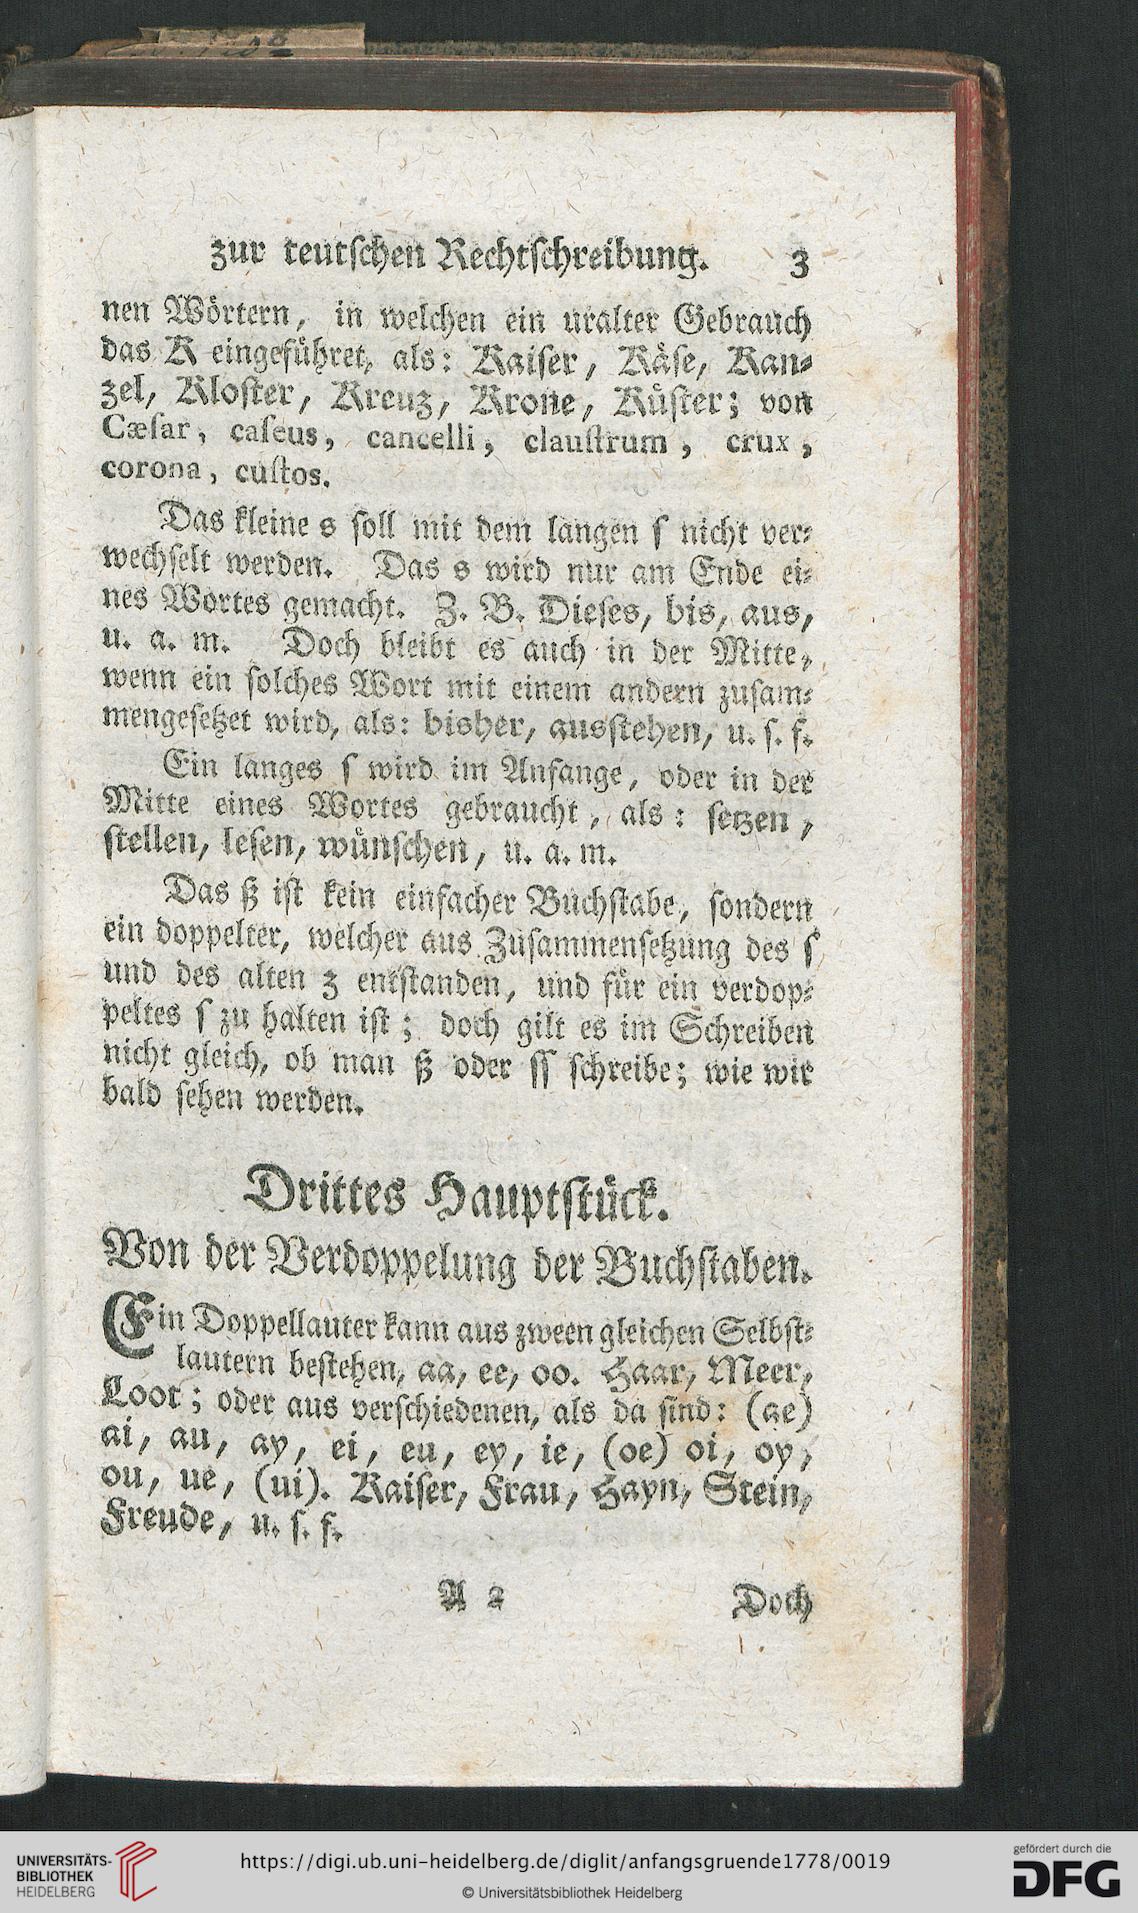 zur teutschen Rechtschreibung. 3
nen Wörtern, in welchen ein uralter Gebrauch
das K eingeführet, als: Kaiser, Käse, Kan-
zel, Kloster, Kreuz, Krone, Küster; von
Cæſar, caſeus, cancelli, clauſtrum, crux,
corona, cuſtos.
Das kleine s ſoll mit dem langen ſ nicht ver-
wechſelt werden. Das s wird nur am Ende ei-
nes Wortes gemacht. Z. B. Dieſes, bis, aus,
u. a. m. Doch bleibt es auch in der Mitte,
wenn ein ſolches Wort mit einem andern zuſam-
mengeſetzet wird, als: bisher, ausſtehen, u. ſ. f.
Ein langes ſ wird im Anfange, oder in der
Mitte eines Wortes gebraucht, als: ſetzen,
ſtellen, leſen, wünſchen, u. a. m.
Das ß iſt kein einfacher Buchſtabe, ſondern
ein doppelter, welcher aus Zuſammenſetzung des ſ
und des alten z entſtanden, und für ein verdop-
peltes ſ zu halten iſt; doch gilt es im Schreiben
nicht gleich, ob man ß oder ſſ ſchreibe; wie wir
bald ſehen werden.
Drittes Hauptſtück.
Von der Verdoppelung der Buchſtaben.
Ein Doppellauter kann aus zween gleichen Selbſt-
lautern beſtehen, aa, ee, oo. Haar, Meer,
Loot; oder aus verſchiedenen, als da ſind: (ae)
ai, au, ay, ei, eu, ey, ie, (oe) oi, oy,
ou, ue, (ui). Kaiſer, Frau, Hayn, Stein,
Freude, u. ſ. f.
A 2 Doch
UNIVERSITÄTS-
BIBLIOTHEK
HEIDELBERG
https://digi.ub.uni-heidelberg.de/diglit/anfangsgruende1778/0019
© Universitätsbibliothek Heidelberg
gefördert durch die
DFG